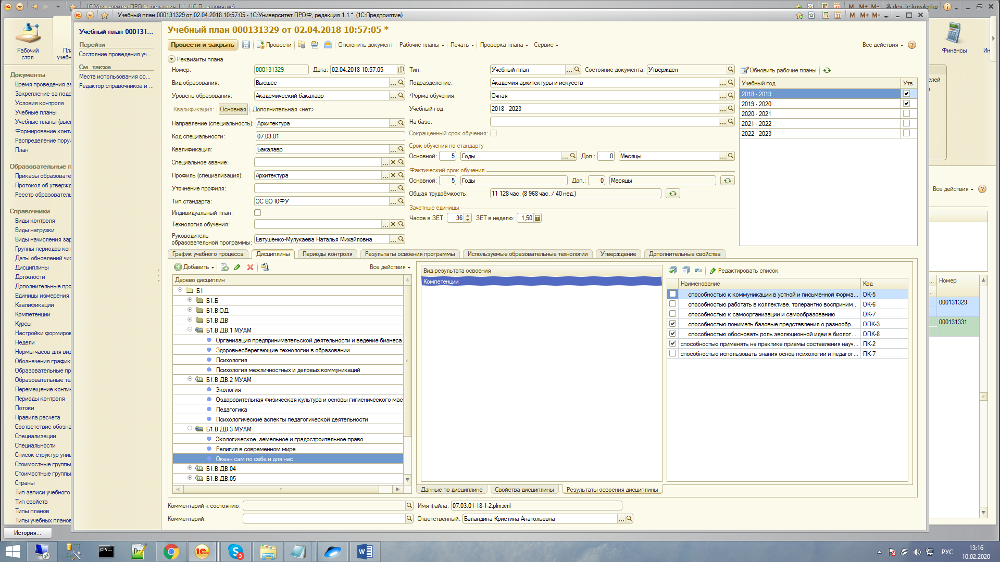 1С:Университет ПРОФ, редакция 1.1 (1С:Предприятие)
M M+ M- dev-1c-kovalenko
Учебный план 000131329 от 02.04.2018 10:57:05 - 1С:Университет ПРОФ, редакция 1.1 * (1С:Предприятие)
M M+ M-
Рабочий стол
Финансы
Документы
Время проведения за
Закрепление за подр
Условия контроля
Учебные планы
Учебные планы (выс
Формирование конти
Распределение поруч
План
Образовательные п
Приказы образовате
Протокол об утвержд
Реестр образователь
Справочники
Виды контроля
Виды нагрузки
Виды начисления зар
Группы периодов кон
Даты обновлений чис
Дисциплины
Должности
Дополнительные про
Единицы измерения
Квалификации
Компетенции
Курсы
Настройки формиров
Недели
Нормы часов для вид
Обозначения график
Образовательные пр
Образовательные те
Перемещение контин
Периоды контроля
Потоки
Правила расчета
Соответствие обозна
Специализации
Специальности
Список структур унив
Стоимостные группы
Стоимостные группы
Страны
Тип записи учебного
Тип свойств
Типы планов
Типы учебных планов
История...
Учебный план 000131...
Перейти
Состояние проведения уч...
См. также
Места использования сс...
Редактор справочников и ...
Учебный план 000131329 от 02.04.2018 10:57:05 *
Провести и закрыть Провести Отклонить документ Рабочие планы Печать Проверка плана Сервис Все действия
Реквизиты плана
Номер: 000131329 Дата: 02.04.2018 10:57:05 Тип: Учебный план Состояние документа: Утвержден
Вид образования: Высшее Подразделение: Академия архитектуры и искусств
Уровень образования: Академический бакалавр Форма обучения: Очная
Квалификация: Основная Дополнительная <нет> Учебный год: 2018 - 2023
Направление (специальность): Архитектура На базе:
Код специальности: 07.03.01 Сокращенный срок обучения:
Квалификация: Бакалавр Срок обучения по стандарту
Специальное звание: Основной: 5 Годы Доп.: 0 Месяцы
Профиль (специализация): Архитектура Фактический срок обучения
Уточнение профиля: Основной: 5 Годы Доп.: 0 Месяцы
Тип стандарта: ОС ВО ЮФУ Общая трудоёмкость: 11 128 час. (8 968 час. / 40 нед.)
Индивидуальный план: Зачетные единицы
Технология обучения: Часов в ЗЕТ: 36 ЗЕТ в неделю: 1,50
Руководитель образовательной программы: Евтушенко-Мулукаева Наталья Михайловна
Обновить рабочие планы
Учебный год Утв.
2018 - 2019
2019 - 2020
2020 - 2021
2021 - 2022
2022 - 2023
График учебного процесса Дисциплины Периоды контроля Результаты освоения программы Используемые образовательные технологии Утверждение Дополнительные свойства
Добавить Все действия
Дерево дисциплин
Б1
Б1.Б
Б1.В.ОД
Б1.В.ДВ
Б1.В.ДВ.1 МУАМ
Организация предпринимательской деятельности и ведение бизнеса
Здоровьесберегающие технологии в образовании
Психология
Психология межличностных и деловых коммуникаций
Б1.В.ДВ.2 МУАМ
Экология
Оздоровительная физическая культура и основы гигиенического мас
Педагогика
Психологические аспекты педагогической деятельности
Б1.В.ДВ.3 МУАМ
Экологическое, земельное и градостроительное право
Религия в современном мире
Океан сам по себе и для нас
Б1.В.ДВ.04
Б1.В.ДВ.05
Вид результата освоения
Компетенции
Редактировать список
Наименование Код
способностью к коммуникации в устной и письменной форма... ОК-5
способностью работать в коллективе, толерантно восприним... ОК-6
способностью к самоорганизации и самообразованию ОК-7
способностью понимать базовые представления о разнообр... ОПК-3
способностью обосновать роль эволюционной идеи в биолог... ОПК-8
способностью применять на практике приемы составления науч... ПК-2
способностью использовать знания основ психологии и педагог... ПК-7
Данные по дисциплине Свойства дисциплины Результаты освоения дисциплины
Комментарий к состоянию: Имя файла: 07.03.01-18-1-2.plm.xml
Комментарий: Ответственный: Баландина Кристина Анатольевна
Все действия
Номер
000131329
000131331
РУС
13:16
10.02.2020